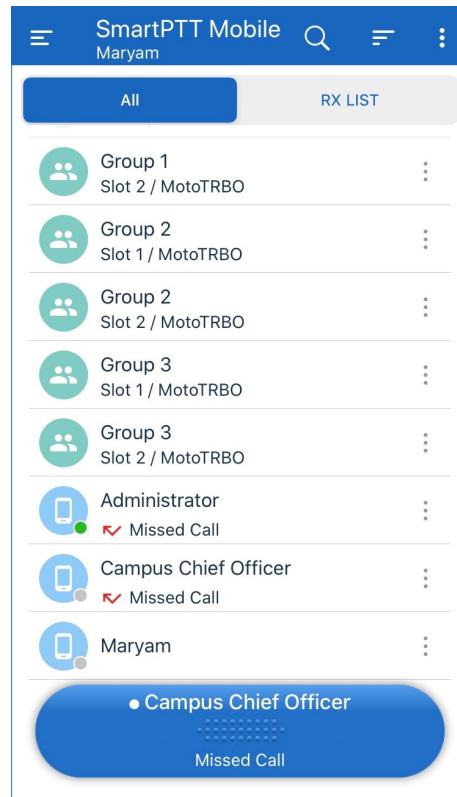 SmartPTT Mobile
Maryam
All
RX LIST
Group 1
Slot 2 / MotoTRBO
Group 2
Slot 1 / MotoTRBO
Group 2
Slot 2 / MotoTRBO
Group 3
Slot 1 / MotoTRBO
Group 3
Slot 2 / MotoTRBO
Administrator
Missed Call
Campus Chief Officer
Missed Call
Maryam
Campus Chief Officer
Missed Call